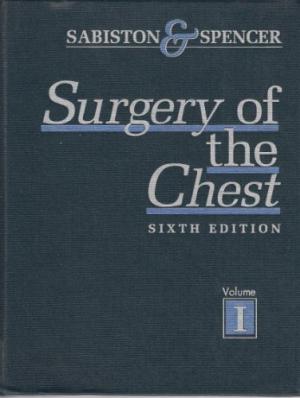 SABISTON & SPENCER
Surgery of
the
Chest
SIXTH EDITION
Volume
I